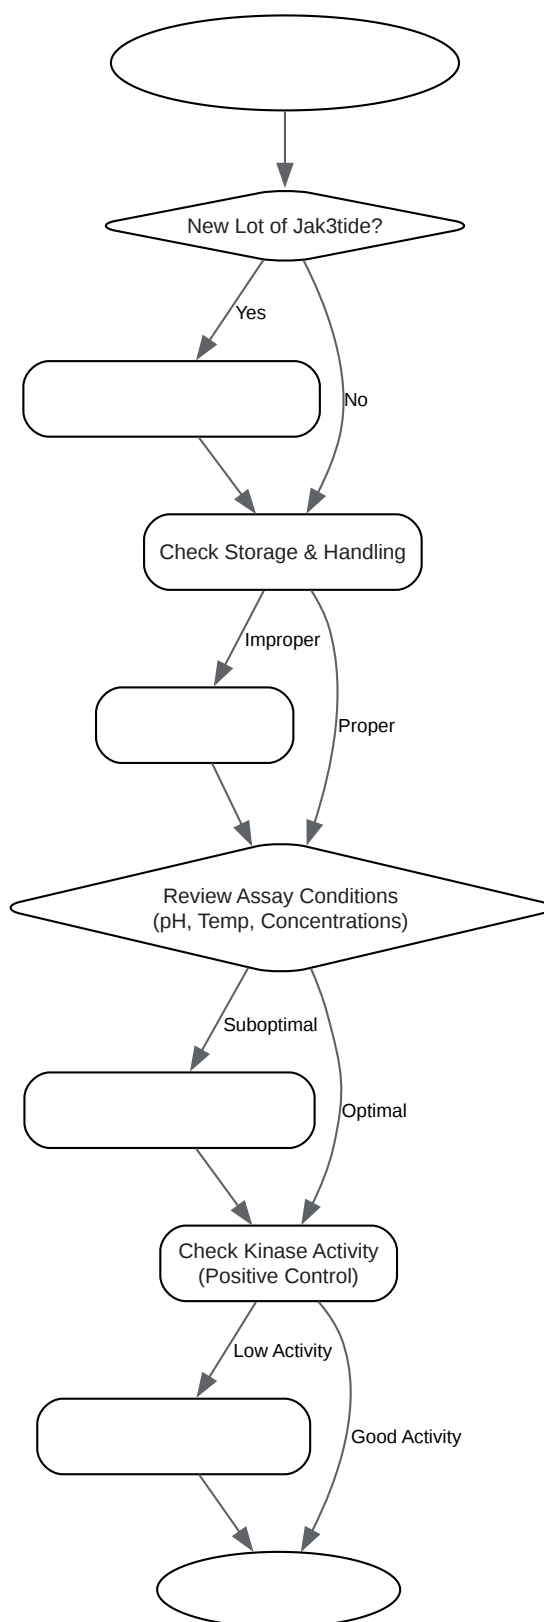 New Lot of Jak3tide?
Yes
No
Check Storage & Handling
Improper
Proper
Review Assay Conditions
(pH, Temp, Concentrations)
Suboptimal
Optimal
Check Kinase Activity
(Positive Control)
Low Activity
Good Activity